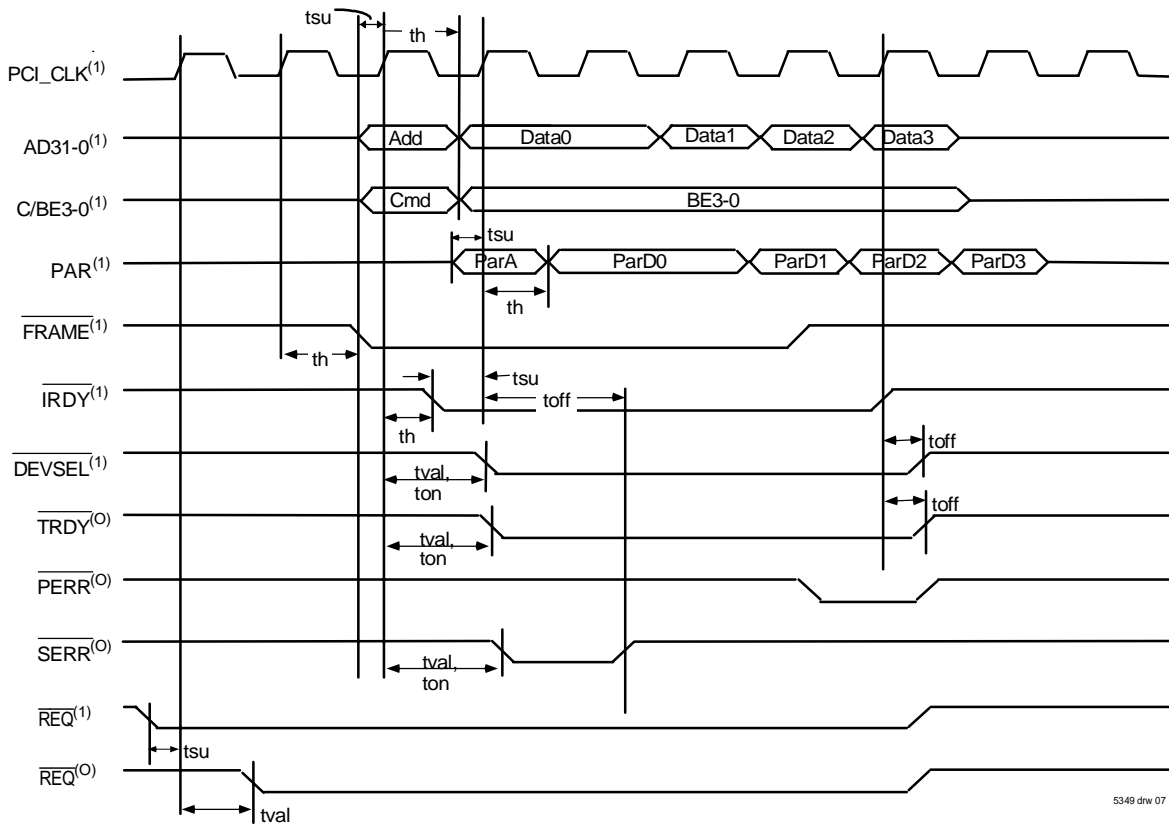 tsu
th
PCI_CLK(1)
AD31-0(1)
Add
Data0
Data1
Data2
Data3
C/BE3-0(1)
Cmd
BE3-0
tsu
PAR(1)
ParA
ParD0
ParD1
ParD2
ParD3
th
FRAME(1)
th
tsu
IRDY(1)
toff
th
toff
DEVSEL(1)
tval,
ton
toff
TRDY(O)
tval,
ton
PERR(O)
SERR(O)
tval,
ton
REQ(1)
tsu
REQ(O)
tval
5349 drw 07